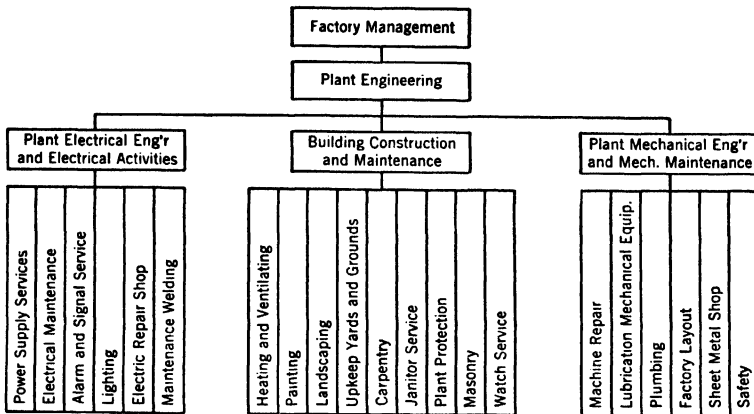 Factory Management
Plant Engineering
Plant Electrical Eng'r
and Electrical Activities
Building Construction
and Maintenance
Plant Mechanical Eng'r
and Mech. Maintenance
Power Supply Services
Electrical Maintenance
Alarm and Signal Service
Lighting
Electric Repair Shop
Maintenance Welding
Heating and Ventilating
Painting
Landscaping
Upkeep Yards and Grounds
Carpentry
Janitor Service
Plant Protection
Masonry
Watch Service
Machine Repair
Lubrication Mechanical Equip.
Plumbing
Factory Layout
Sheet Metal Shop
Safety